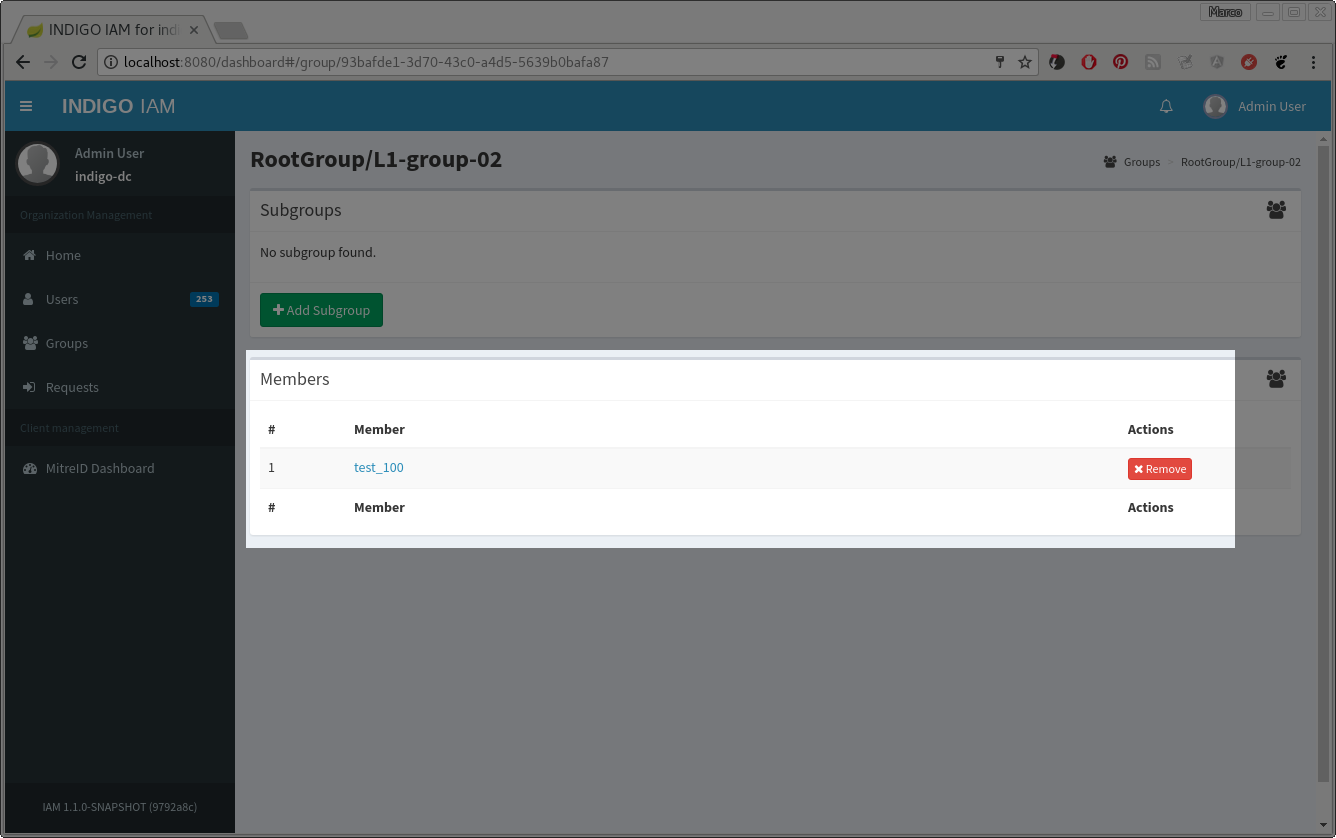 Marco
INDIGO IAM for ind
localhost:8080/dashboard#/group/93bafde1-3d70-43c0-a4d5-5639b0bafa87
INDIGO IAM
Admin User
Admin User
indigo-dc
Organization Management
Home
Users 253
Groups
Requests
Client management
MitreID Dashboard
IAM 1.1.0-SNAPSHOT (9792a8c)
RootGroup/L1-group-02
Groups > RootGroup/L1-group-02
Subgroups
No subgroup found.
Add Subgroup
Members
# Member Actions
1 test_100 Remove
# Member Actions